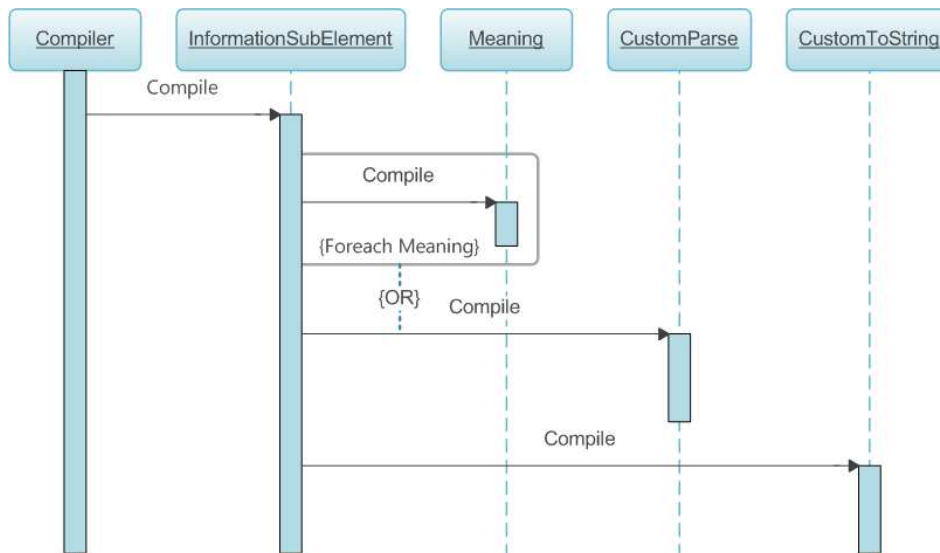 Compiler
InformationSubElement
Meaning
CustomParse
CustomToString
Compile
Compile
{Foreach Meaning}
{OR}
Compile
Compile